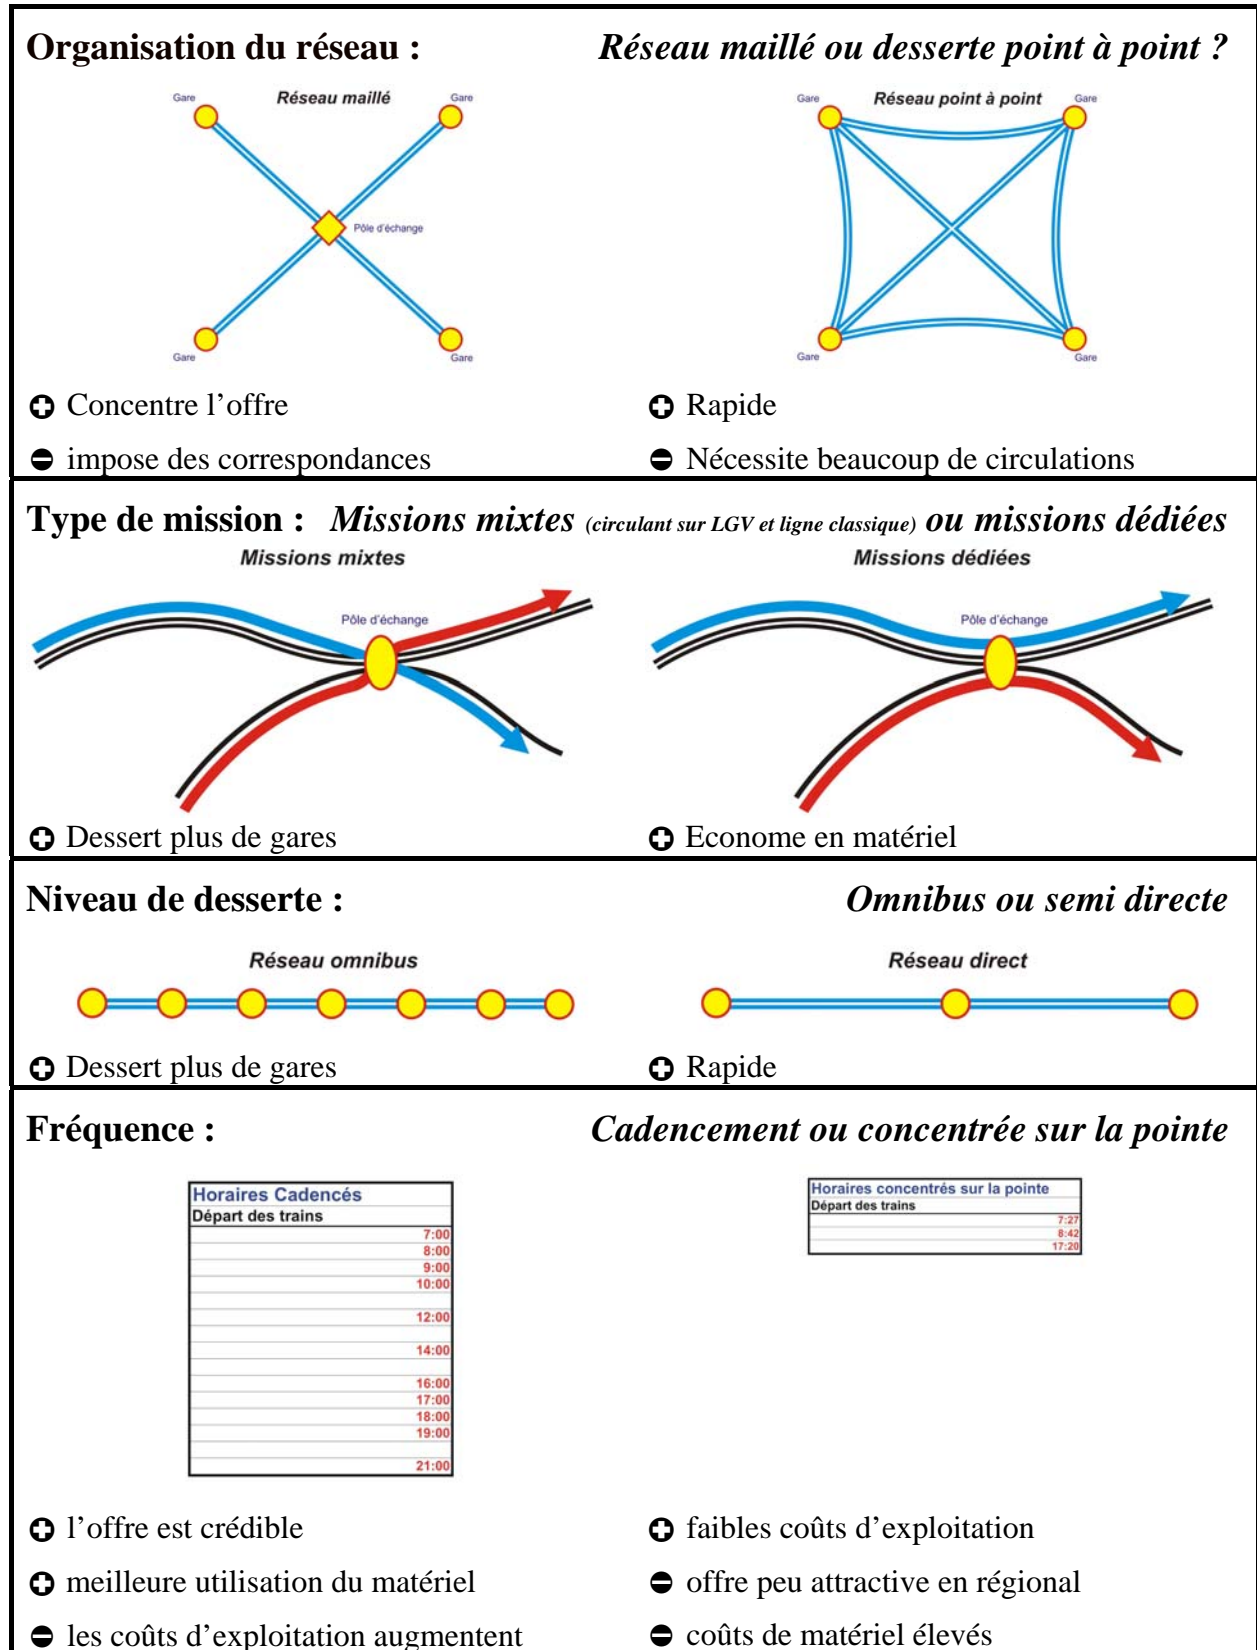 Organisation du réseau :
Réseau maillé ou desserte point à point ?
Réseau maillé
Gare
Gare
Pôle d'échange
Gare
Gare
Réseau point à point
Gare
Gare
Gare
Gare
Concentre l'offre
impose des correspondances
Rapide
Nécessite beaucoup de circulations
Type de mission : Missions mixtes (circulant sur LGV et ligne classique) ou missions dédiées
Missions mixtes
Pôle d'échange
Missions dédiées
Pôle d'échange
Dessert plus de gares
Econome en matériel
Niveau de desserte :
Omnibus ou semi directe
Réseau omnibus
Réseau direct
Dessert plus de gares
Rapide
Fréquence :
Cadencement ou concentrée sur la pointe
Horaires Cadencés
Départ des trains
7:00
8:00
9:00
10:00
12:00
14:00
16:00
17:00
18:00
19:00
21:00
Horaires concentrés sur la pointe
Départ des trains
7:27
8:42
17:20
l'offre est crédible
meilleure utilisation du matériel
les coûts d'exploitation augmentent
faibles coûts d'exploitation
offre peu attractive en régional
coûts de matériel élevés